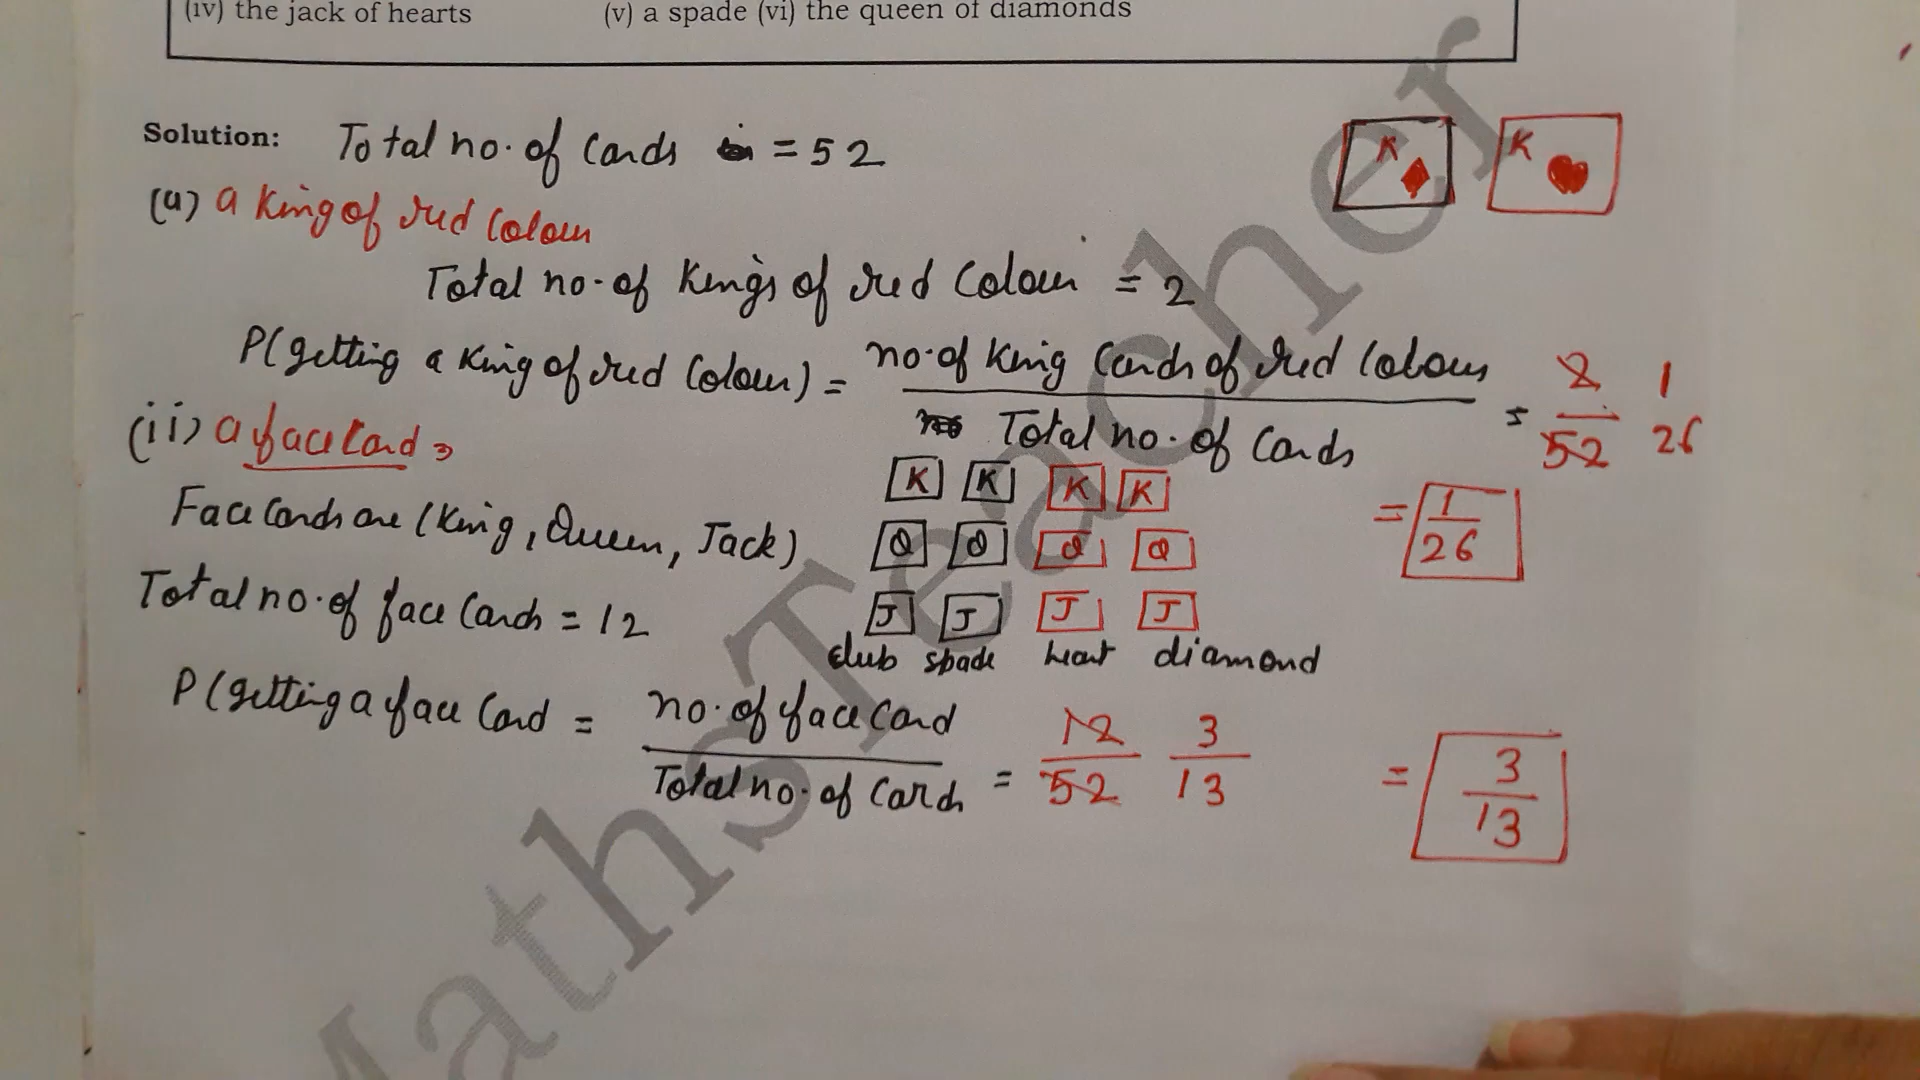 (iv) the jack of hearts (v) a spade (vi) the queen of diamonds
Solution: Total no. of Cards = 52
K K
(i) a King of red Colour
Total no. of Kings of red Colour = 2
P(getting a King of red Colour) = no. of King Cards of red Colour / Total no. of Cards = 2/52 1/26
= 1/26
(ii) a face Card
K K K K
Face Cards are (King, Queen, Jack)
Q Q Q Q
Total no. of face Cards = 12
J J J J
club spade heart diamond
P(getting a face Card = no. of face Card / Total no. of Cards = 12/52 3/13
= 3/13
Maths Teacher